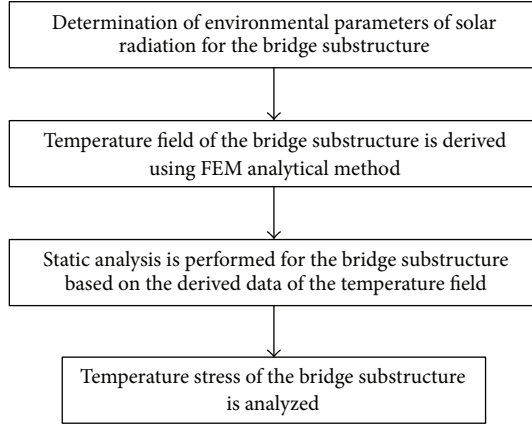 Determination of environmental parameters of solar
radiation for the bridge substructure
Temperature field of the bridge substructure is derived
using FEM analytical method
Static analysis is performed for the bridge substructure
based on the derived data of the temperature field
Temperature stress of the bridge substructure
is analyzed